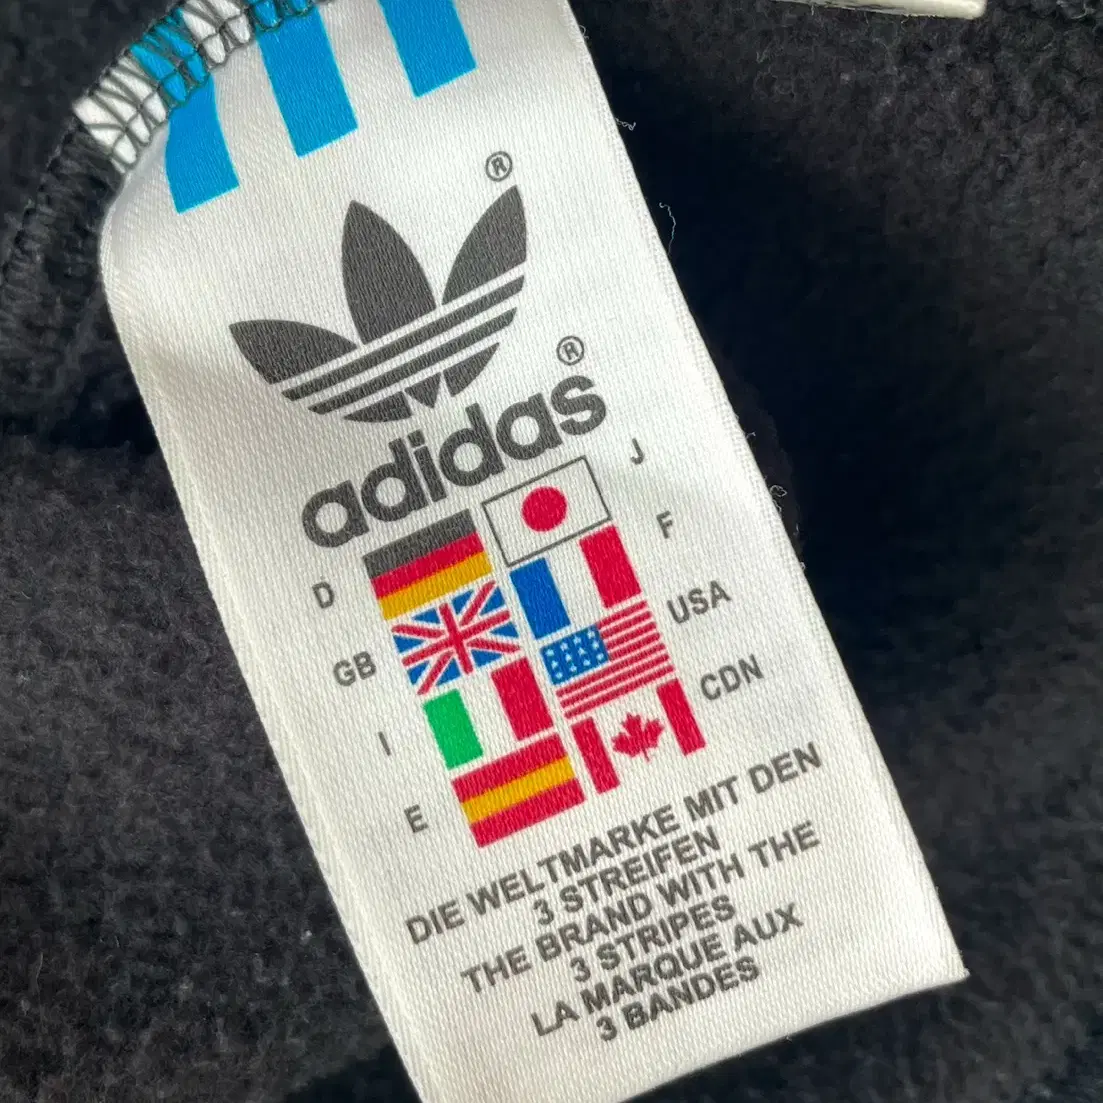 ®
®
adidas
J
D
F
GB
USA
I
CDN
E
DIE WELTMARKE MIT DEN
3 STREIFEN
THE BRAND WITH THE
3 STRIPES
LA MARQUE AUX
3 BANDES